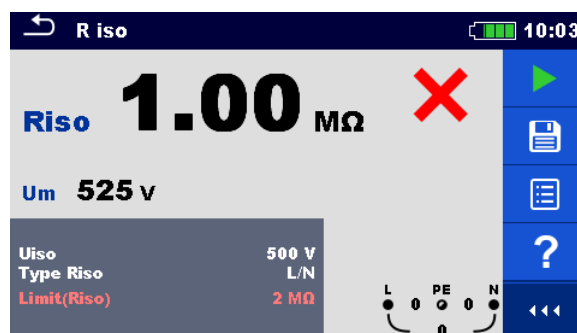 R iso 10:03
Riso 1.00 MΩ
Um 525 V
Uiso 500 V
Type Riso L/N
Limit(Riso) 2 MΩ
L PE N
0 0
0
?